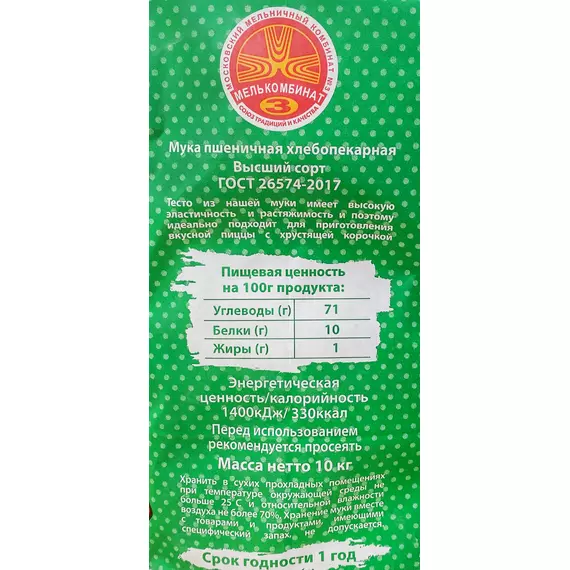 МОСКОВСКИЙ МЕЛЬНИЧНЫЙ КОМБИНАТ №3
МЕЛЬКОМБИНАТ
3
СОЮЗ ТРАДИЦИЙ И КАЧЕСТВА
Мука пшеничная хлебопекарная
Высший сорт
ГОСТ 26574-2017
Тесто из нашей муки имеет высокую
эластичность и растяжимость и поэтому
идеально подходит для приготовления
вкусной пиццы с хрустящей корочкой
Пищевая ценность
на 100г продукта:
Углеводы (г) 71
Белки (г) 10
Жиры (г) 1
Энергетическая
ценность/калорийность
1400кДж/ 330ккал
Перед использованием
рекомендуется просеять
Масса нетто 10 кг
Хранить в сухих прохладных помещениях
при температуре окружающей среды не
больше 25 С и относительной влажности
воздуха не более 70%. Хранение муки вместе
с товарами и продуктами, имеющими
специфический запах, не допускается.
Срок годности 1 год